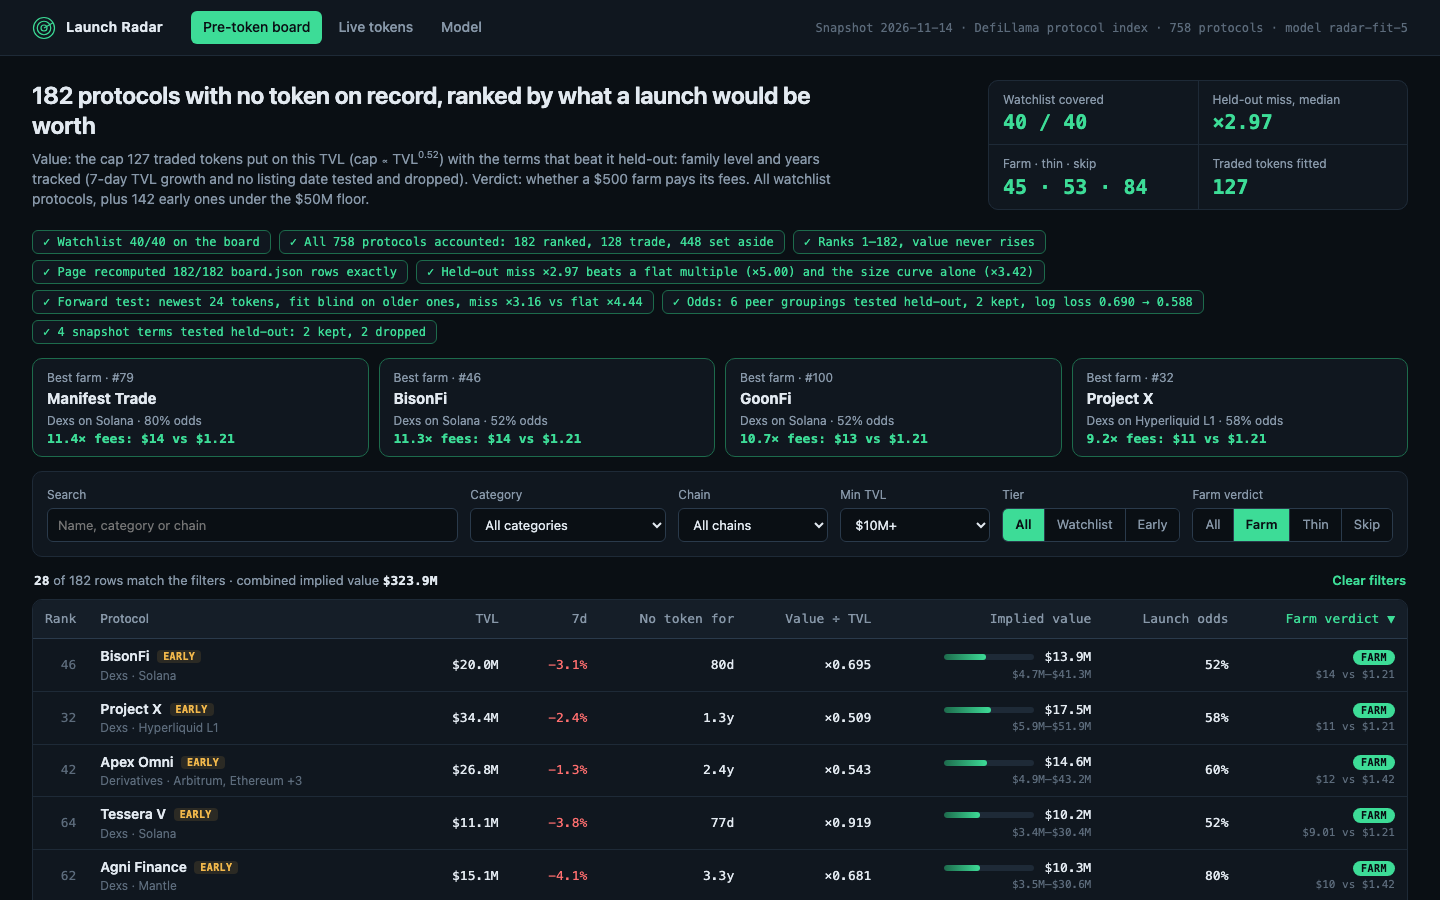 Launch Radar
Pre-token board
Live tokens
Model
Snapshot 2026-11-14 · DefiLlama protocol index · 758 protocols · model radar-fit-5
182 protocols with no token on record, ranked by what a launch would be
worth
Value: the cap 127 traded tokens put on this TVL (cap ∝ TVL^0.52) with the terms that beat it held-out: family level and years
tracked (7-day TVL growth and no listing date tested and dropped). Verdict: whether a $500 farm pays its fees. All watchlist
protocols, plus 142 early ones under the $50M floor.
Watchlist covered
40 / 40
Held-out miss, median
×2.97
Farm · thin · skip
45 · 53 · 84
Traded tokens fitted
127
✓ Watchlist 40/40 on the board
✓ All 758 protocols accounted: 182 ranked, 128 trade, 448 set aside
✓ Ranks 1–182, value never rises
✓ Page recomputed 182/182 board.json rows exactly
✓ Held-out miss ×2.97 beats a flat multiple (×5.00) and the size curve alone (×3.42)
✓ Forward test: newest 24 tokens, fit blind on older ones, miss ×3.16 vs flat ×4.44
✓ Odds: 6 peer groupings tested held-out, 2 kept, log loss 0.690 → 0.588
✓ 4 snapshot terms tested held-out: 2 kept, 2 dropped
Best farm · #79
Manifest Trade
Dexs on Solana · 80% odds
11.4× fees: $14 vs $1.21
Best farm · #46
BisonFi
Dexs on Solana · 52% odds
11.3× fees: $14 vs $1.21
Best farm · #100
GoonFi
Dexs on Solana · 52% odds
10.7× fees: $13 vs $1.21
Best farm · #32
Project X
Dexs on Hyperliquid L1 · 58% odds
9.2× fees: $11 vs $1.21
Search
Name, category or chain
Category
All categories
Chain
All chains
Min TVL
$10M+
Tier
All Watchlist Early
Farm verdict
All Farm Thin Skip
28 of 182 rows match the filters · combined implied value $323.9M
Clear filters
Rank Protocol TVL 7d No token for Value ÷ TVL Implied value Launch odds Farm verdict ▼
46 BisonFi EARLY $20.0M −3.1% 80d ×0.695 $13.9M 52% FARM
Dexs · Solana $4.7M–$41.3M $14 vs $1.21
32 Project X EARLY $34.4M −2.4% 1.3y ×0.509 $17.5M 58% FARM
Dexs · Hyperliquid L1 $5.9M–$51.9M $11 vs $1.21
42 Apex Omni EARLY $26.8M −1.3% 2.4y ×0.543 $14.6M 60% FARM
Derivatives · Arbitrum, Ethereum +3 $4.9M–$43.2M $12 vs $1.42
64 Tessera V EARLY $11.1M −3.8% 77d ×0.919 $10.2M 52% FARM
Dexs · Solana $3.4M–$30.4M $9.01 vs $1.21
62 Agni Finance EARLY $15.1M −4.1% 3.3y ×0.681 $10.3M 80% FARM
Dexs · Mantle $3.5M–$30.6M $10 vs $1.42